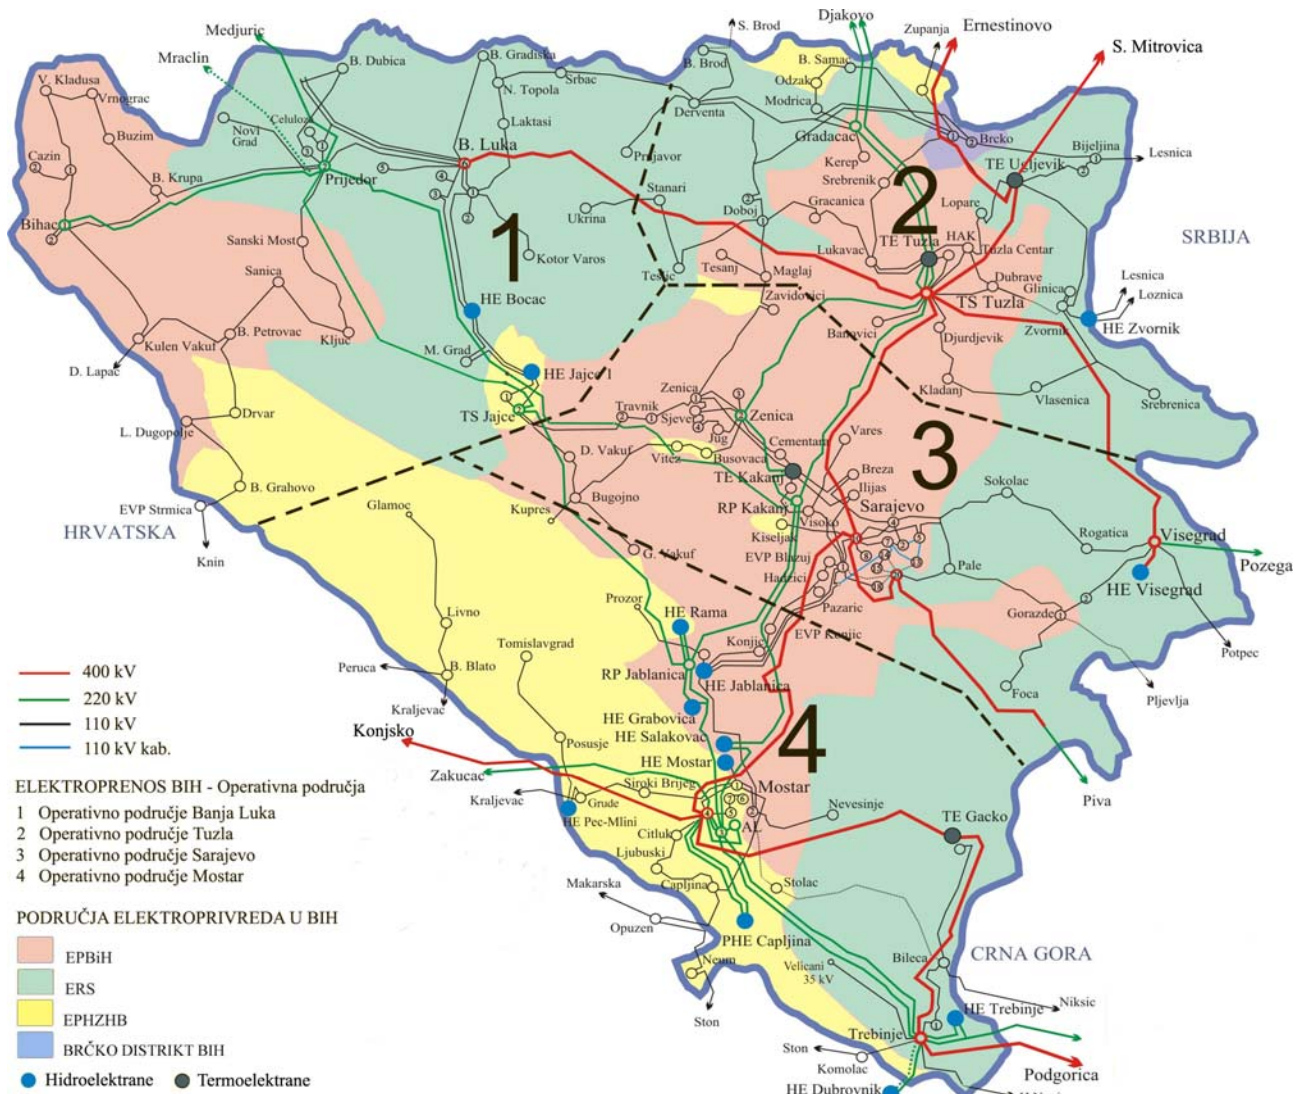 Djakovo
S. Brod
Zupanja
Ernestinovo
Medjuric
S. Mitrovica
Mraclin
B. Dubica
B. Gradiska
B. Brod
B. Samac
V. Kladusa
Srbac
Odzak
Vrnograc
N. Topola
Derventa
Modrica
Celuloza
Novi
Grad
Laktasi
Gradacac
Brcko
Buzim
B. Luka
Prnjavor
Bijeljina
Lesnica
Cazin
Kerep
TE Ugljevik
Prijedor
Srebrenik
B. Krupa
Stanari
2
Ukrina
Doboj
Gracanica
Lopare
Bihac
1
SRBIJA
Sanski Most
Lukavac
TE Tuzla
HAK
Tuzla Centar
Kotor Varos
Teslic
Tesanj
Maglaj
Sanica
Dubrave
Lesnica
Glinica
Loznica
HE Bocac
Zavidovici
TS Tuzla
B. Petrovac
Kljuc
Banovici
Zvornik
HE Zvornik
Kulen Vakuf
Djurdjevik
M. Grad
D. Lapac
HE Jajce 1
Kladanj
Zenica
Vlasenica
Srebrenica
Drvar
TS Jajce
Travnik
Sjever
Zenica
L. Dugopolje
Jug
Vares
Cementara
3
D. Vakuf
Vitez
Busovaca
TE Kakanj
Breza
B. Grahovo
Ilijas
Sokolac
Glamoc
Bugojno
EVP Strmica
Kupres
RP Kakanj
Sarajevo
Visoko
HRVATSKA
Kiseljak
Rogatica
Visegrad
Knin
G. Vakuf
EVP Blazuj
Pozega
Hadzici
Pale
HE Visegrad
Pazaric
Prozor
HE Rama
Gorazde
Livno
EVP Konjic
Tomislavgrad
Konjic
Potpec
Peruca
B. Blato
RP Jablanica
HE Jablanica
400 kV
Foca
Pljevlja
220 kV
Kraljevac
HE Grabovica
110 kV
Konjsko
HE Salakovac
4
110 kV kab.
Posusje
HE Mostar
Zakucac
ELEKTROPRENOS BIH - Operativna područja
Siroki Brijeg
Mostar
Kraljevac
Grude
Piva
1 Operativno područje Banja Luka
HE Pec-Mlini
Nevesinje
TE Gacko
2 Operativno područje Tuzla
AL
Citluk
3 Operativno područje Sarajevo
Ljubuski
4 Operativno područje Mostar
Capljina
Stolac
Makarska
PODRUČJA ELEKTROPRIVREDA U BIH
Opuzen
PHE Capljina
EPBiH
Bileca
CRNA GORA
Neum
Velicani
35 kV
ERS
Niksic
EPHZHB
Ston
HE Trebinje
Trebinje
BRČKO DISTRIKT BIH
Ston
Komolac
Podgorica
Hidroelektrane
Termoelektrane
HE Dubrovnik